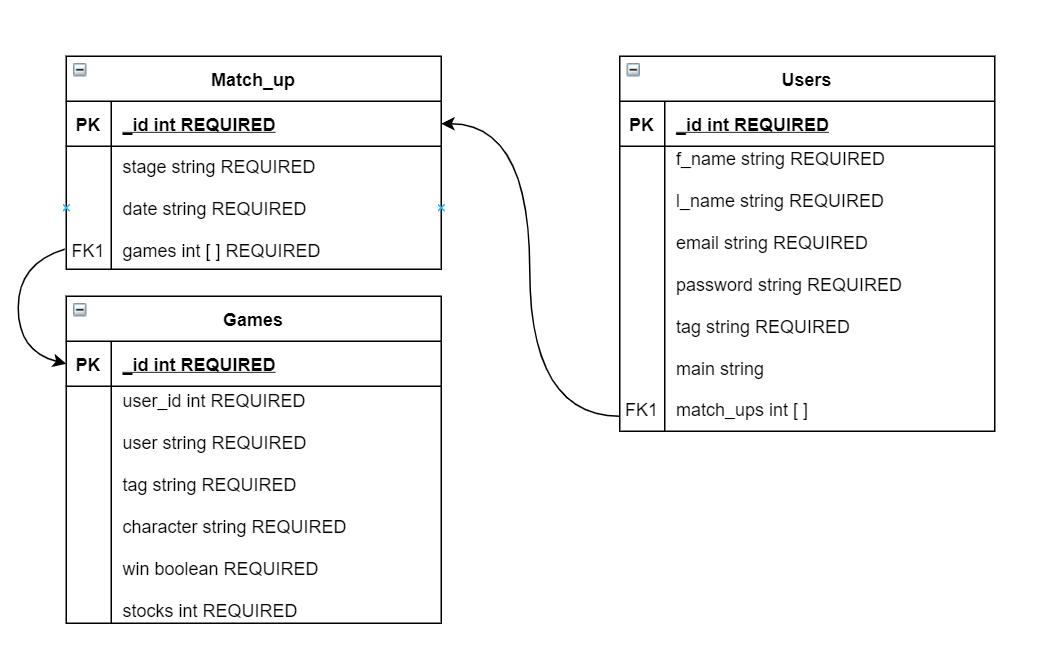 Match_up
PK _id int REQUIRED
stage string REQUIRED
date string REQUIRED
FK1 games int [ ] REQUIRED
Games
PK _id int REQUIRED
user_id int REQUIRED
user string REQUIRED
tag string REQUIRED
character string REQUIRED
win boolean REQUIRED
stocks int REQUIRED
Users
PK _id int REQUIRED
f_name string REQUIRED
l_name string REQUIRED
email string REQUIRED
password string REQUIRED
tag string REQUIRED
main string
FK1 match_ups int [ ]